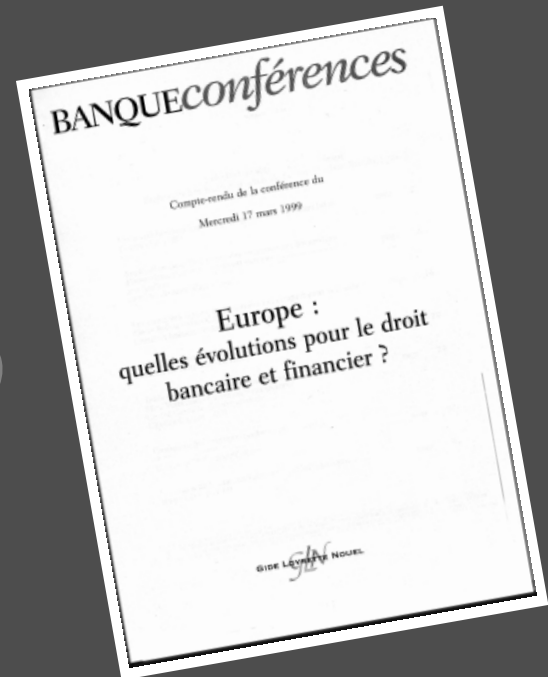 BANQUEconférences
Compte-rendu de la conférence du
Mercredi 17 mars 1999
Europe :
quelles évolutions pour le droit
bancaire et financier ?
GIDE LOYRETTE NOUEL
GLN